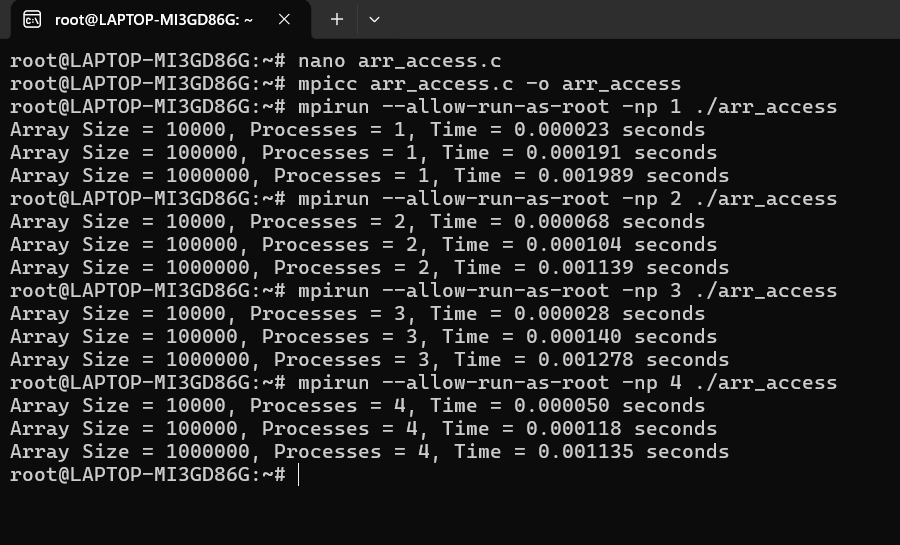 root@LAPTOP-MI3GD86G: ~
root@LAPTOP-MI3GD86G:~# nano arr_access.c
root@LAPTOP-MI3GD86G:~# mpicc arr_access.c -o arr_access
root@LAPTOP-MI3GD86G:~# mpirun --allow-run-as-root -np 1 ./arr_access
Array Size = 10000, Processes = 1, Time = 0.000023 seconds
Array Size = 100000, Processes = 1, Time = 0.000191 seconds
Array Size = 1000000, Processes = 1, Time = 0.001989 seconds
root@LAPTOP-MI3GD86G:~# mpirun --allow-run-as-root -np 2 ./arr_access
Array Size = 10000, Processes = 2, Time = 0.000068 seconds
Array Size = 100000, Processes = 2, Time = 0.000104 seconds
Array Size = 1000000, Processes = 2, Time = 0.001139 seconds
root@LAPTOP-MI3GD86G:~# mpirun --allow-run-as-root -np 3 ./arr_access
Array Size = 10000, Processes = 3, Time = 0.000028 seconds
Array Size = 100000, Processes = 3, Time = 0.000140 seconds
Array Size = 1000000, Processes = 3, Time = 0.001278 seconds
root@LAPTOP-MI3GD86G:~# mpirun --allow-run-as-root -np 4 ./arr_access
Array Size = 10000, Processes = 4, Time = 0.000050 seconds
Array Size = 100000, Processes = 4, Time = 0.000118 seconds
Array Size = 1000000, Processes = 4, Time = 0.001135 seconds
root@LAPTOP-MI3GD86G:~#